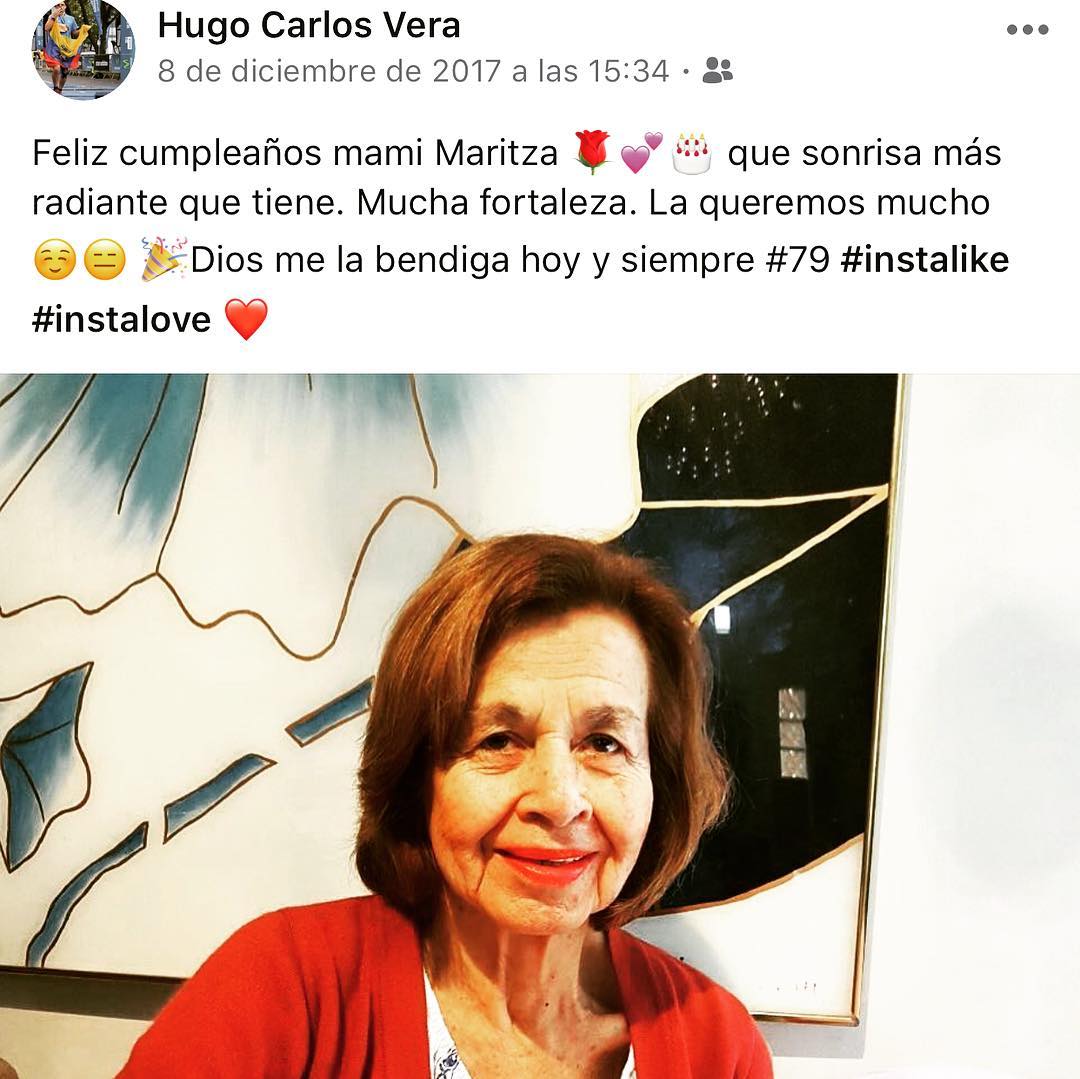 Hugo Carlos Vera
8 de diciembre de 2017 a las 15:34 ·
Feliz cumpleaños mami Maritza 🌹💕🎂 que sonrisa más
radiante que tiene. Mucha fortaleza. La queremos mucho
☺️😑 🎉Dios me la bendiga hoy y siempre #79 #instalike
#instalove ❤️